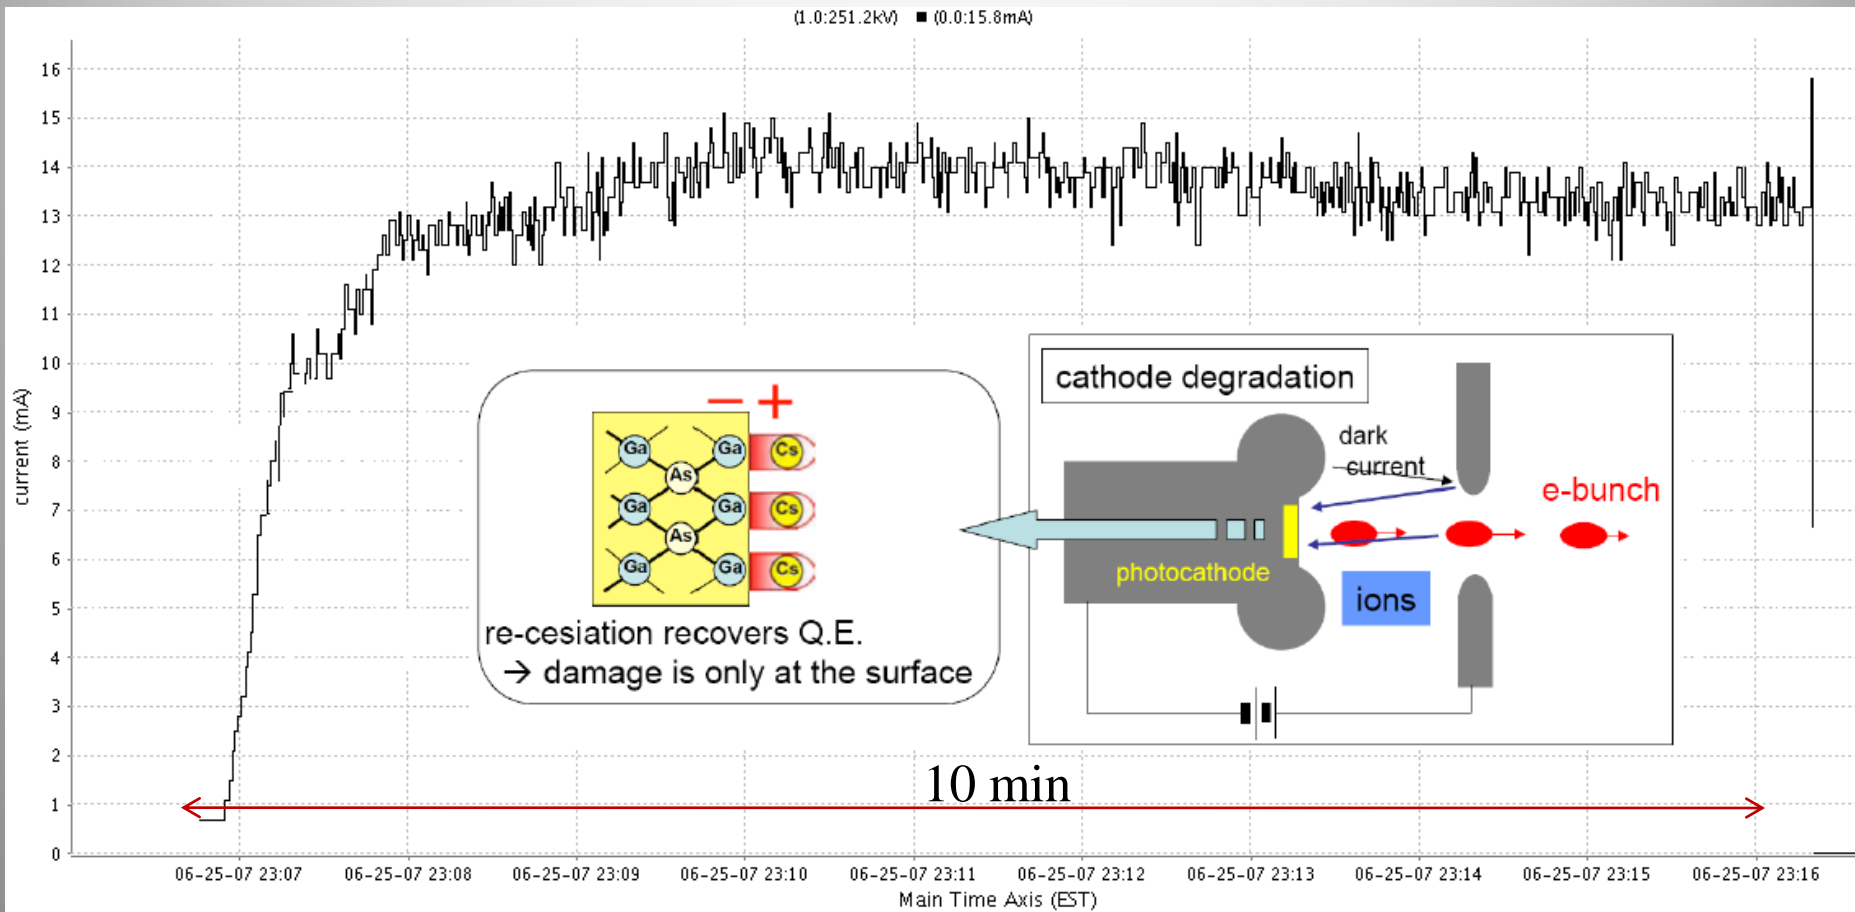 (1.0:251.2kV) ■ (0.0:15.8mA)
current (mA)
16
15
14
13
12
11
10
9
8
7
6
5
4
3
2
1
0
− +
Ga Ga Cs
As
Ga Ga Cs
As
Ga Ga Cs
re-cesiation recovers Q.E.
→ damage is only at the surface
cathode degradation
dark
current
e-bunch
photocathode
ions
10 min
06-25-07 23:07 06-25-07 23:08 06-25-07 23:09 06-25-07 23:10 06-25-07 23:11 06-25-07 23:12 06-25-07 23:13 06-25-07 23:14 06-25-07 23:15 06-25-07 23:16
Main Time Axis (EST)